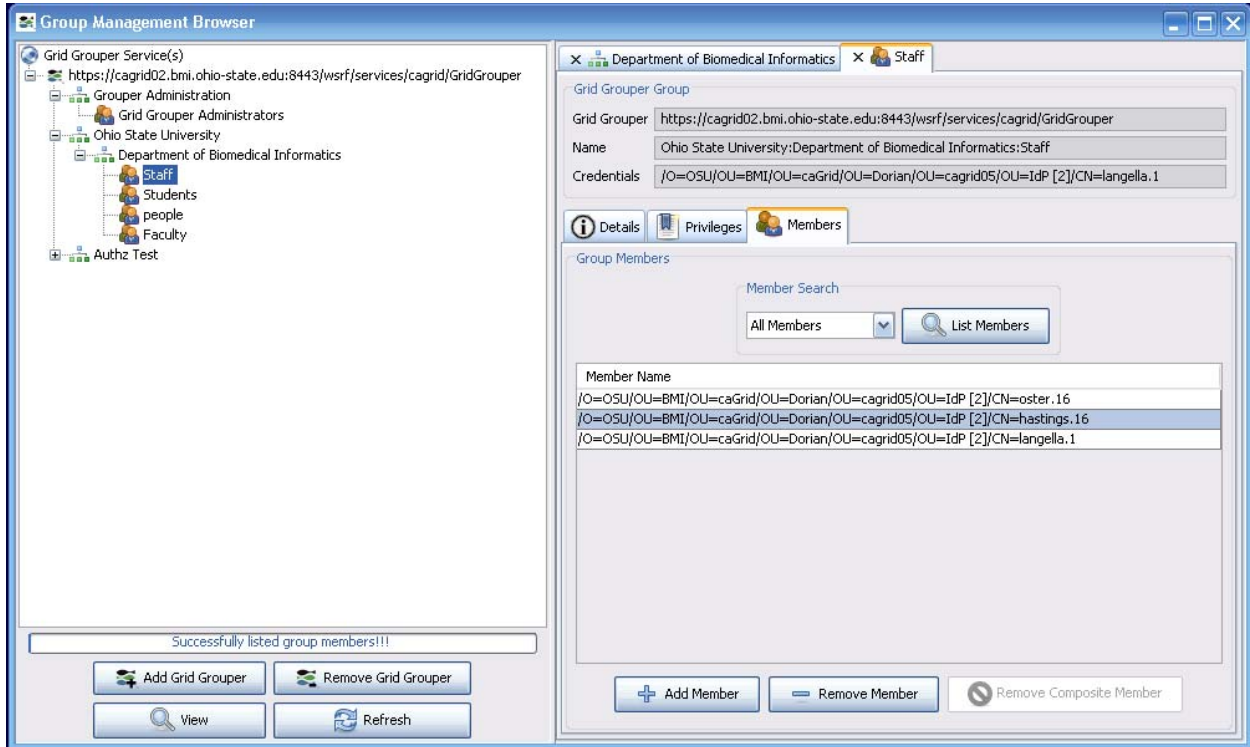 Group Management Browser
Grid Grouper Service(s)
https://cagrid02.bmi.ohio-state.edu:8443/wsrf/services/cagrid/GridGrouper
Grouper Administration
Grid Grouper Administrators
Ohio State University
Department of Biomedical Informatics
Staff
Students
people
Faculty
Authz Test
Successfully listed group members!!!
Add Grid Grouper
Remove Grid Grouper
View
Refresh
Department of Biomedical Informatics
Staff
Grid Grouper Group
Grid Grouper https://cagrid02.bmi.ohio-state.edu:8443/wsrf/services/cagrid/GridGrouper
Name Ohio State University:Department of Biomedical Informatics:Staff
Credentials /O=OSU/OU=BMI/OU=caGrid/OU=Dorian/OU=cagrid05/OU=IdP [2]/CN=langella.1
Details
Privileges
Members
Group Members
Member Search
All Members
List Members
Member Name
/O=OSU/OU=BMI/OU=caGrid/OU=Dorian/OU=cagrid05/OU=IdP [2]/CN=oster.16
/O=OSU/OU=BMI/OU=caGrid/OU=Dorian/OU=cagrid05/OU=IdP [2]/CN=hastings.16
/O=OSU/OU=BMI/OU=caGrid/OU=Dorian/OU=cagrid05/OU=IdP [2]/CN=langella.1
Add Member
Remove Member
Remove Composite Member